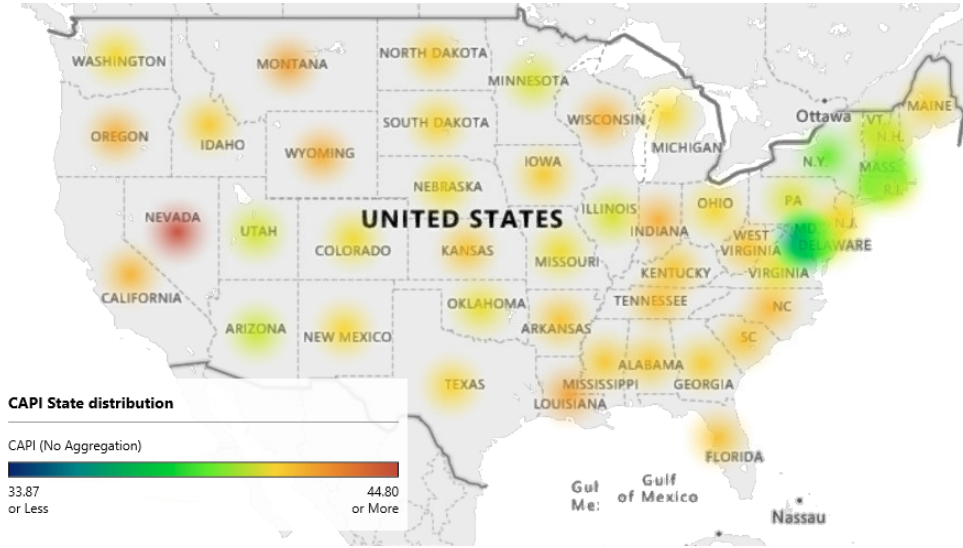 WASHINGTON
MONTANA
NORTH DAKOTA
MINNESOTA
MAINE
Ottawa
VT.
OREGON
IDAHO
SOUTH DAKOTA
WISCONSIN
N.H.
WYOMING
MICHIGAN
N.Y.
MASS.
IOWA
NEBRASKA
R.I.
PA
NEVADA
UTAH
UNITED STATES
ILLINOIS
OHIO
N.J.
INDIANA
MD
COLORADO
KANSAS
MISSOURI
WEST
VIRGINIA
DELAWARE
KENTUCKY
VIRGINIA
CALIFORNIA
OKLAHOMA
TENNESSEE
NC
ARIZONA
NEW MEXICO
ARKANSAS
SC
ALABAMA
TEXAS
MISSISSIPPI
GEORGIA
LOUISIANA
FLORIDA
Gulf
of Mexico
Nassau
CAPI State distribution
CAPI (No Aggregation)
33.87
or Less
44.80
or More